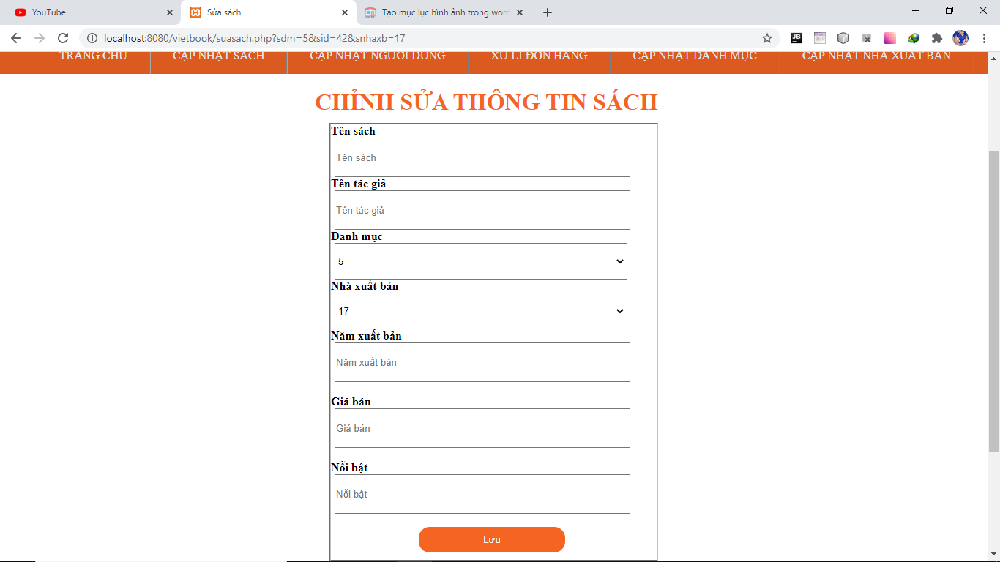 YouTube
Sửa sách
Tạo mục lục hình ảnh trong word
localhost:8080/vietbook/suasach.php?sdm=5&sid=42&snhaxb=17
TRANG CHỦ
CẬP NHẬT SÁCH
CẬP NHẬT NGƯỜI DÙNG
XỬ LÍ ĐƠN HÀNG
CẬP NHẬT DANH MỤC
CẬP NHẬT NHÀ XUẤT BẢN
CHỈNH SỬA THÔNG TIN SÁCH
Tên sách
Tên sách
Tên tác giả
Tên tác giả
Danh mục
5
Nhà xuất bản
17
Năm xuất bản
Năm xuất bản
Giá bán
Giá bán
Nỗi bật
Nỗi bật
Lưu